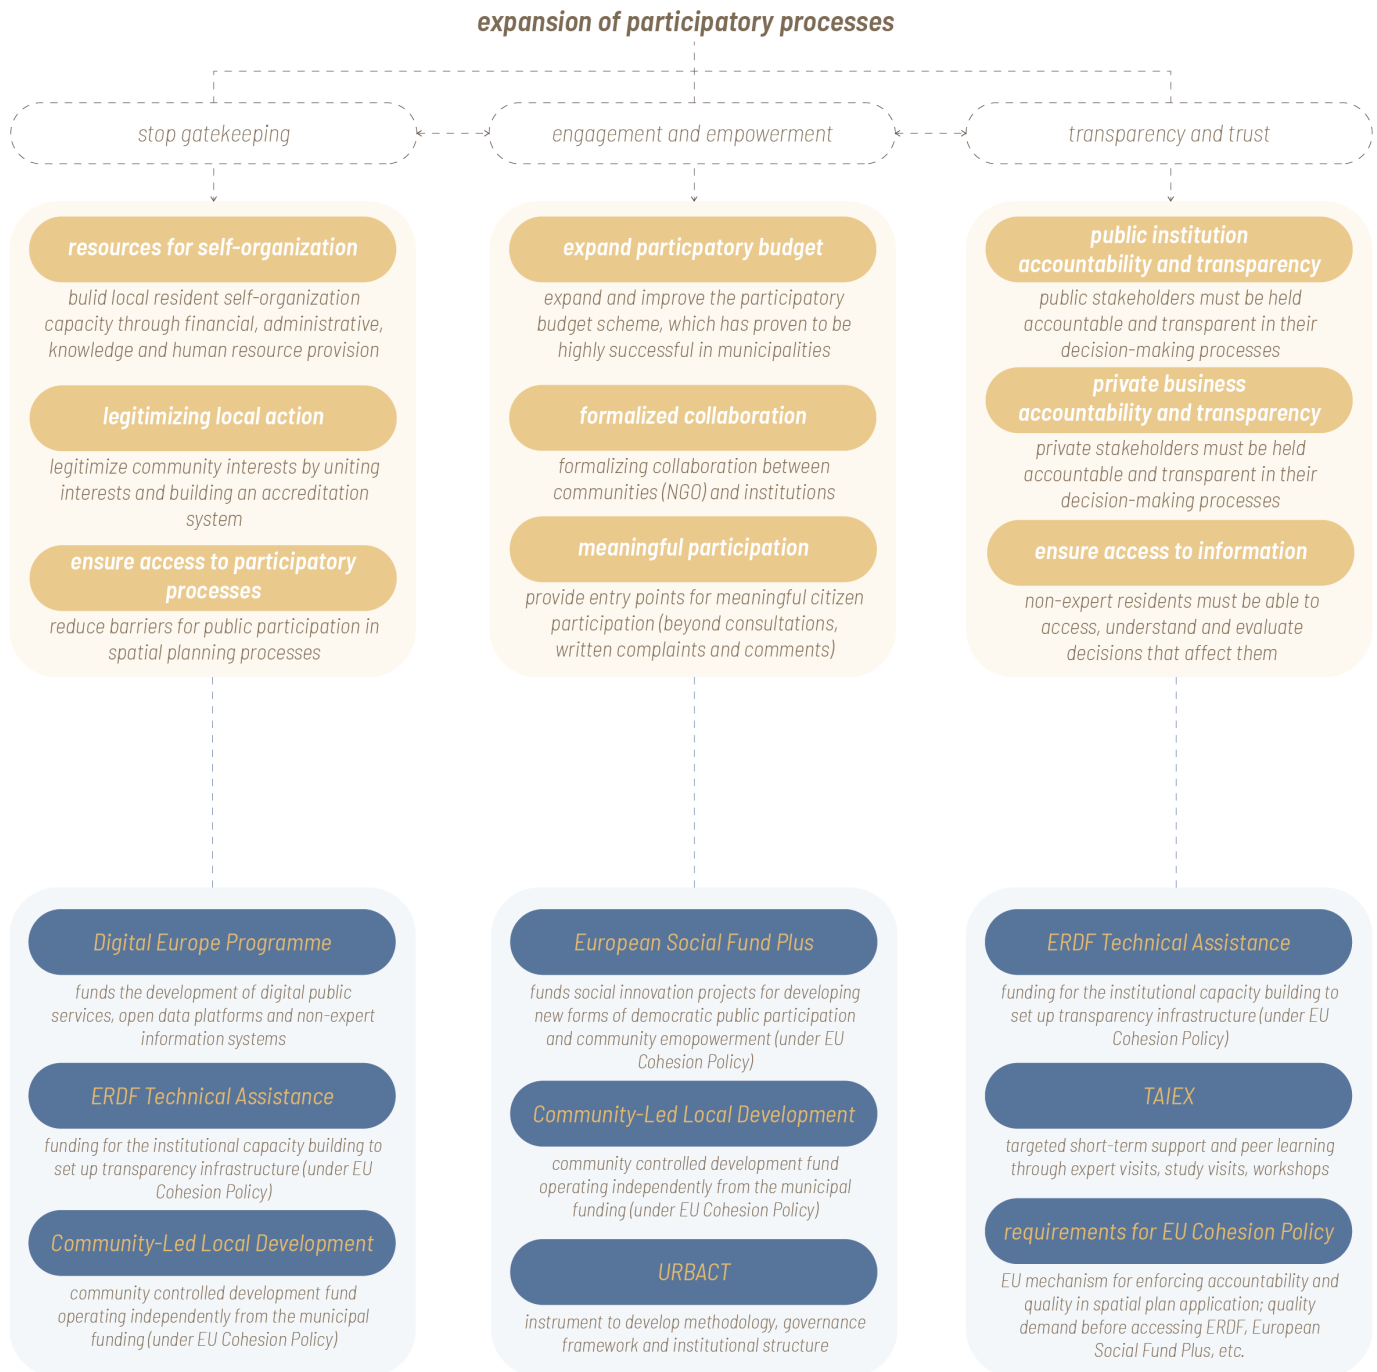 expansion of participatory processes
stop gatekeeping
engagement and empowerment
transparency and trust
resources for self-organization
bulid local resident self-organization
capacity through financial, administrative,
knowledge and human resource provision
legitimizing local action
legitimize community interests by uniting
interests and building an accreditation
system
ensure access to participatory
processes
reduce barriers for public participation in
spatial planning processes
expand particpatory budget
expand and improve the participatory
budget scheme, which has proven to be
highly successful in municipalities
formalized collaboration
formalizing collaboration between
communities (NGO) and institutions
meaningful participation
provide entry points for meaningful citizen
participation (beyond consultations,
written complaints and comments)
public institution
accountability and transparency
public stakeholders must be held
accountable and transparent in their
decision-making processes
private business
accountability and transparency
private stakeholders must be held
accountable and transparent in their
decision-making processes
ensure access to information
non-expert residents must be able to
access, understand and evaluate
decisions that affect them
Digital Europe Programme
funds the development of digital public
services, open data platforms and non-expert
information systems
ERDF Technical Assistance
funding for the institutional capacity building to
set up transparency infrastructure (under EU
Cohesion Policy)
Community-Led Local Development
community controlled development fund
operating independently from the municipal
funding (under EU Cohesion Policy)
European Social Fund Plus
funds social innovation projects for developing
new forms of democratic public participation
and community emopowerment (under EU
Cohesion Policy)
Community-Led Local Development
community controlled development fund
operating independently from the municipal
funding (under EU Cohesion Policy)
URBACT
instrument to develop methodology, governance
framework and institutional structure
ERDF Technical Assistance
funding for the institutional capacity building to
set up transparency infrastructure (under EU
Cohesion Policy)
TAIEX
targeted short-term support and peer learning
through expert visits, study visits, workshops
requirements for EU Cohesion Policy
EU mechanism for enforcing accountability and
quality in spatial plan application; quality
demand before accessing ERDF, European
Social Fund Plus, etc.